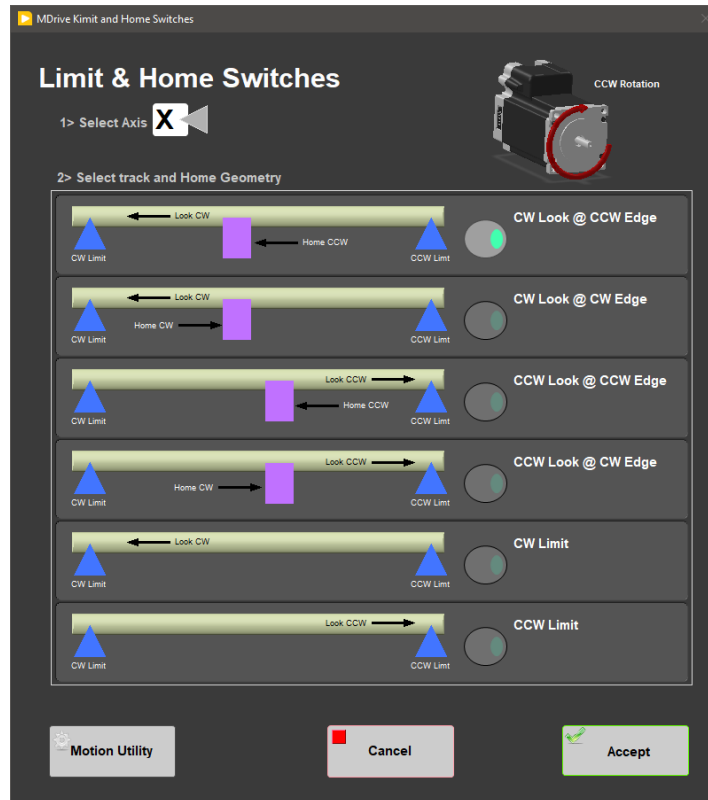 MDrive Kimit and Home Switches
Limit & Home Switches
CCW Rotation
1> Select Axis X
2> Select track and Home Geometry
Look CW
CW Look @ CCW Edge
Home CCW
CW Limit
CCW Limt
Look CW
CW Look @ CW Edge
Home CW
CW Limit
CCW Limt
Look CCW
CCW Look @ CCW Edge
Home CCW
CW Limit
CCW Limt
Look CCW
CCW Look @ CW Edge
Home CW
CW Limit
CCW Limt
Look CW
CW Limit
CW Limit
CCW Limt
Look CCW
CCW Limit
CW Limit
CCW Limt
Motion Utility
Cancel
Accept